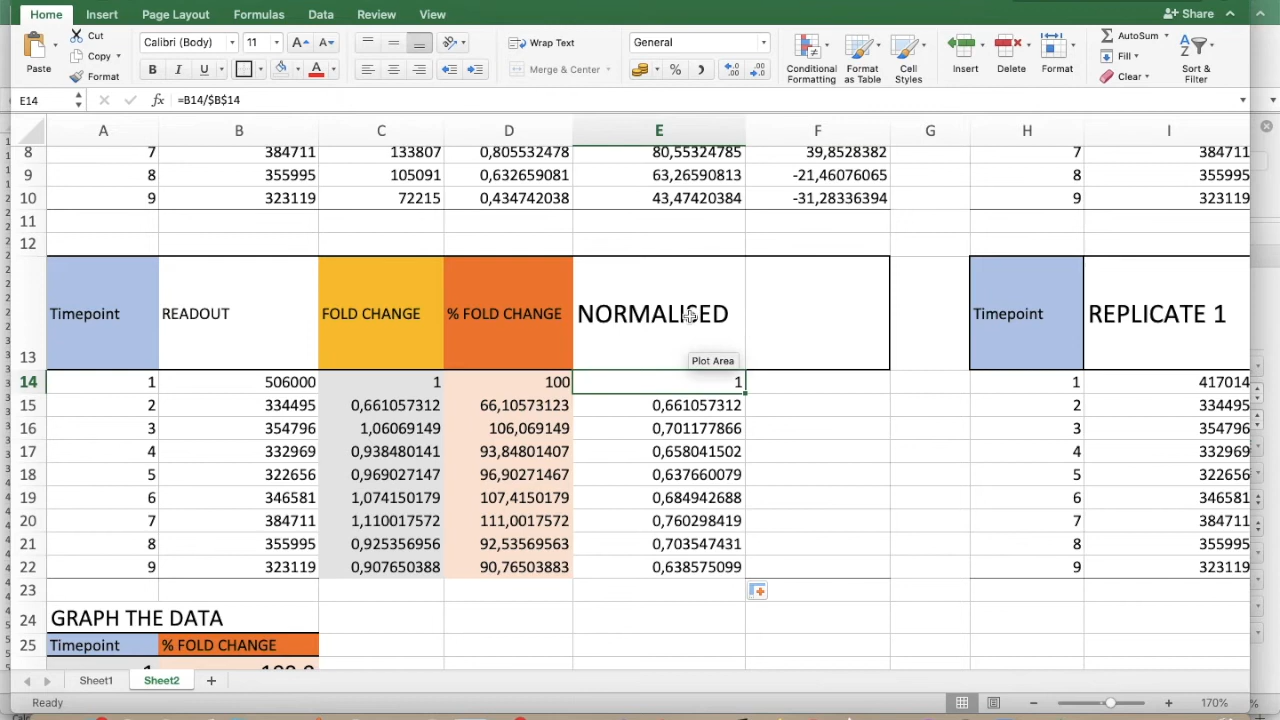 Home Insert Page Layout Formulas Data Review View Share
Paste Cut Copy Format Calibri (Body) 11 Wrap Text Merge & Center General Conditional Formatting Format as Table Cell Styles Insert Delete Format AutoSum Fill Clear Sort & Filter
E14 fx =B14/$B$14
A B C D E F G H I
8 7 384711 133807 0,805532478 80,55324785 39,8528382 7 384711
9 8 355995 105091 0,632659081 63,26590813 -21,46076065 8 355995
10 9 323119 72215 0,434742038 43,47420384 -31,28336394 9 323119
11
12
13 Timepoint READOUT FOLD CHANGE % FOLD CHANGE NORMALISED Timepoint REPLICATE 1
Plot Area
14 1 506000 1 100 1 1 417014
15 2 334495 0,661057312 66,10573123 0,661057312 2 334495
16 3 354796 1,06069149 106,069149 0,701177866 3 354796
17 4 332969 0,938480141 93,84801407 0,658041502 4 332969
18 5 322656 0,969027147 96,90271467 0,637660079 5 322656
19 6 346581 1,074150179 107,4150179 0,684942688 6 346581
20 7 384711 1,110017572 111,0017572 0,760298419 7 384711
21 8 355995 0,925356956 92,53569563 0,703547431 8 355995
22 9 323119 0,907650388 90,76503883 0,638575099 9 323119
23
24 GRAPH THE DATA
25 Timepoint % FOLD CHANGE
Sheet1 Sheet2 +
Ready 170%